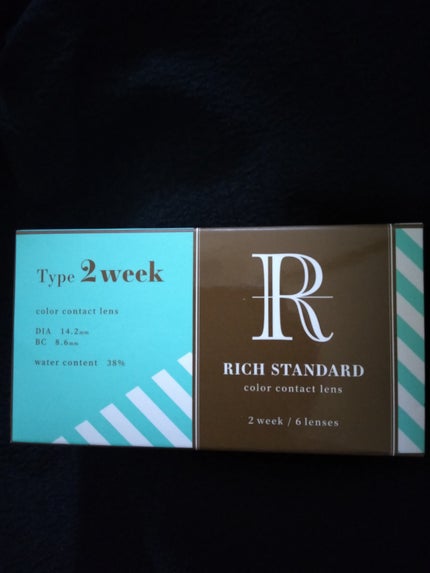 Type 2 week
color contact lens
DIA 14.2mm
BC 8.6mm
water content 38%
R
RICH STANDARD
color contact lens
2 week / 6 lenses